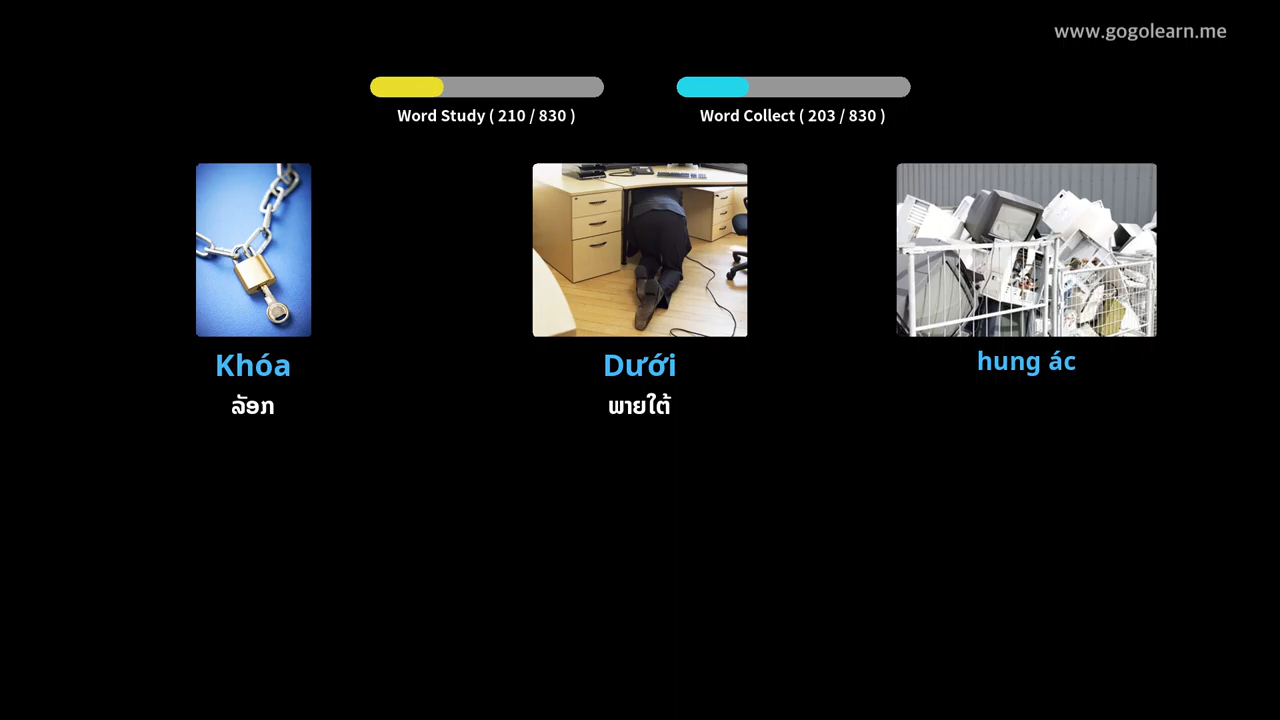 www.gogolearn.me
Word Study ( 210 / 830 )
Word Collect ( 203 / 830 )
Khóa
ລັອກ
Dưới
ພາຍໃຕ້
hung ác